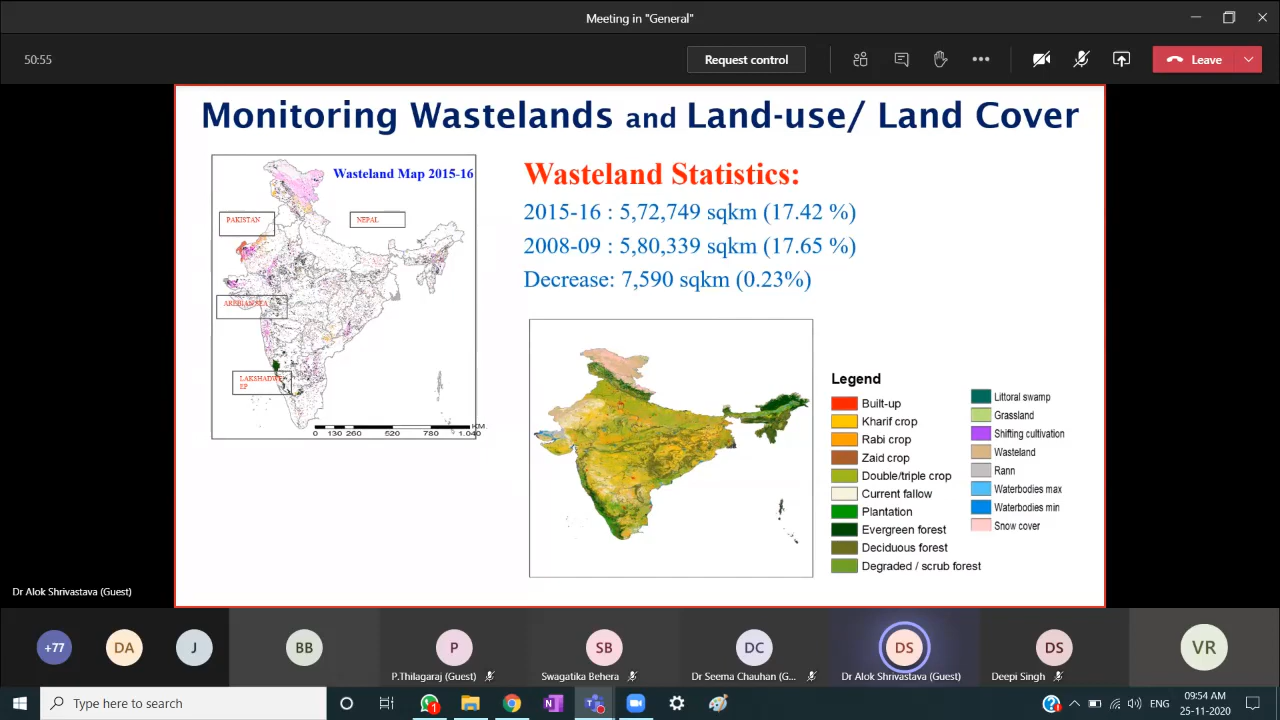 Meeting in "General"
50:55
Request control
Leave
Monitoring Wastelands and Land-use/ Land Cover
Wasteland Map 2015-16
PAKISTAN
NEPAL
AREBIAN SEA
LAKSHADWE
EP
KM.
0 130 260 520 780 1.040
Wasteland Statistics:
2015-16 : 5,72,749 sqkm (17.42 %)
2008-09 : 5,80,339 sqkm (17.65 %)
Decrease: 7,590 sqkm (0.23%)
Legend
Built-up
Kharif crop
Rabi crop
Zaid crop
Double/triple crop
Current fallow
Plantation
Evergreen forest
Deciduous forest
Degraded / scrub forest
Littoral swamp
Grassland
Shifting cultivation
Wasteland
Rann
Waterbodies max
Waterbodies min
Snow cover
Dr Alok Shrivastava (Guest)
+77
DA
J
BB
P
P.Thilagaraj (Guest)
SB
Swagatika Behera
DC
Dr Seema Chauhan (G...
DS
Dr Alok Shrivastava (Guest)
DS
Deepi Singh
VR
Type here to search
1
ENG
09:54 AM
25-11-2020